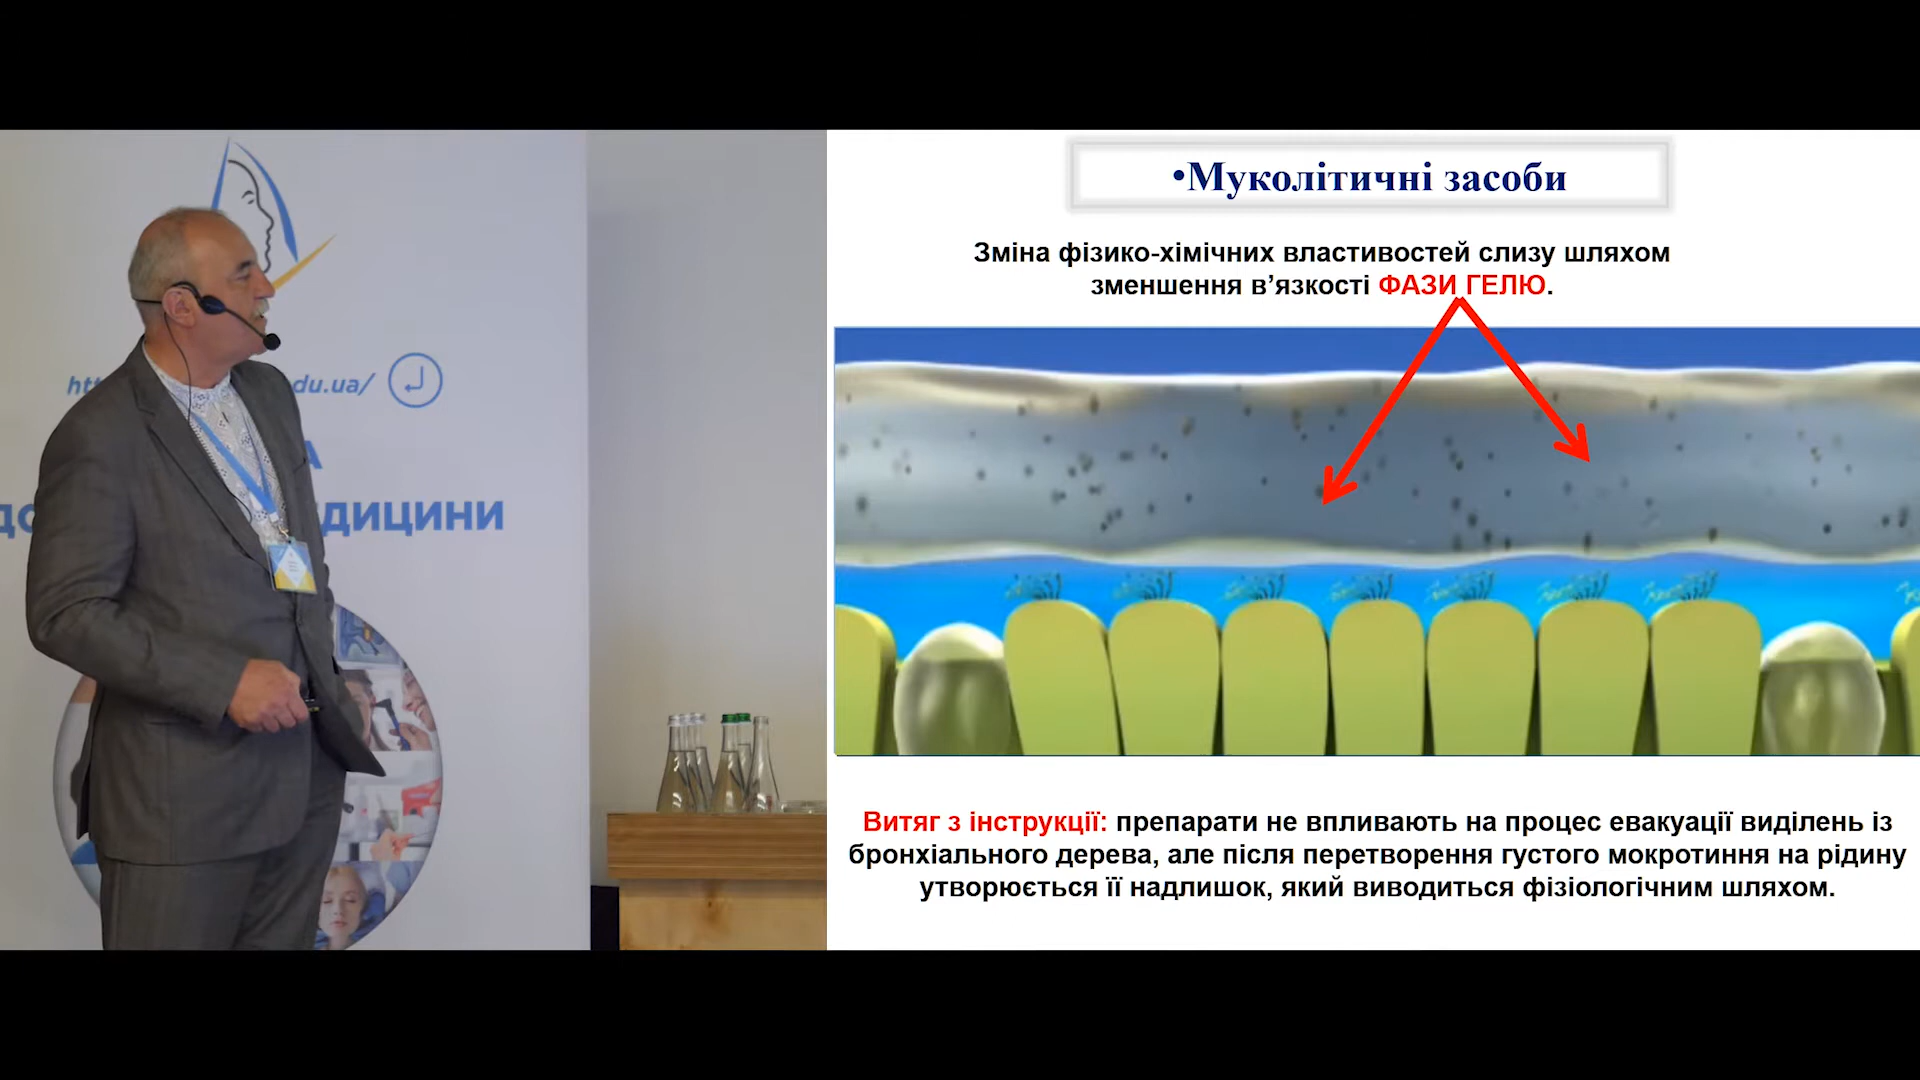 du.ua/
•Муколітичні засоби
Зміна фізико-хімічних властивостей слизу шляхом
зменшення в’язкості ФАЗИ ГЕЛЮ.
Витяг з інструкції: препарати не впливають на процес евакуації виділень із
бронхіального дерева, але після перетворення густого мокротиння на рідину
утворюється її надлишок, який виводиться фізіологічним шляхом.